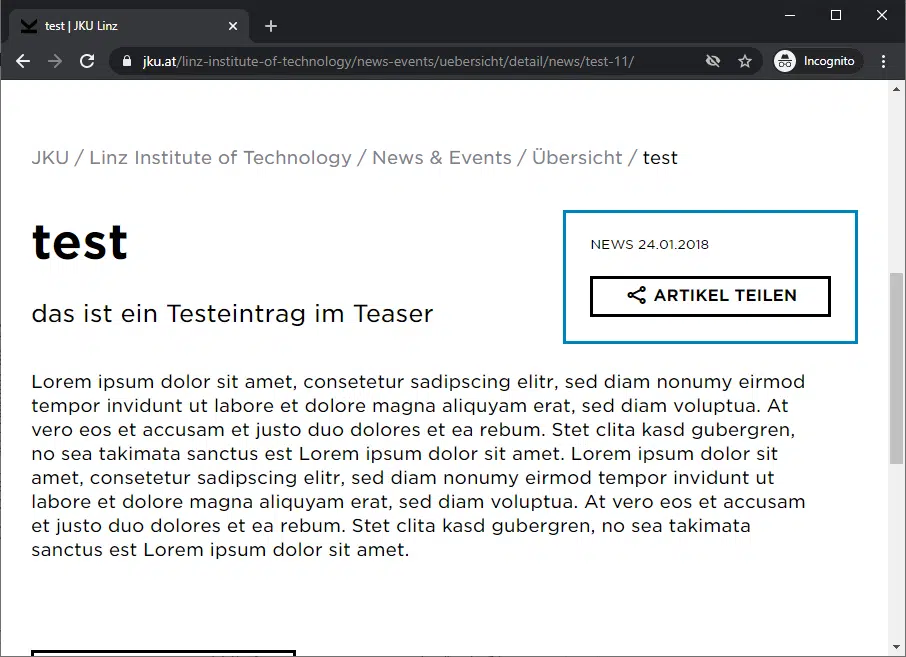 test | JKU Linz
jku.at/linz-institute-of-technology/news-events/uebersicht/detail/news/test-11/
Incognito
JKU / Linz Institute of Technology / News & Events / Übersicht / test
test
NEWS 24.01.2018
ARTIKEL TEILEN
das ist ein Testeintrag im Teaser
Lorem ipsum dolor sit amet, consetetur sadipscing elitr, sed diam nonumy eirmod
tempor invidunt ut labore et dolore magna aliquyam erat, sed diam voluptua. At
vero eos et accusam et justo duo dolores et ea rebum. Stet clita kasd gubergren,
no sea takimata sanctus est Lorem ipsum dolor sit amet. Lorem ipsum dolor sit
amet, consetetur sadipscing elitr, sed diam nonumy eirmod tempor invidunt ut
labore et dolore magna aliquyam erat, sed diam voluptua. At vero eos et accusam
et justo duo dolores et ea rebum. Stet clita kasd gubergren, no sea takimata
sanctus est Lorem ipsum dolor sit amet.